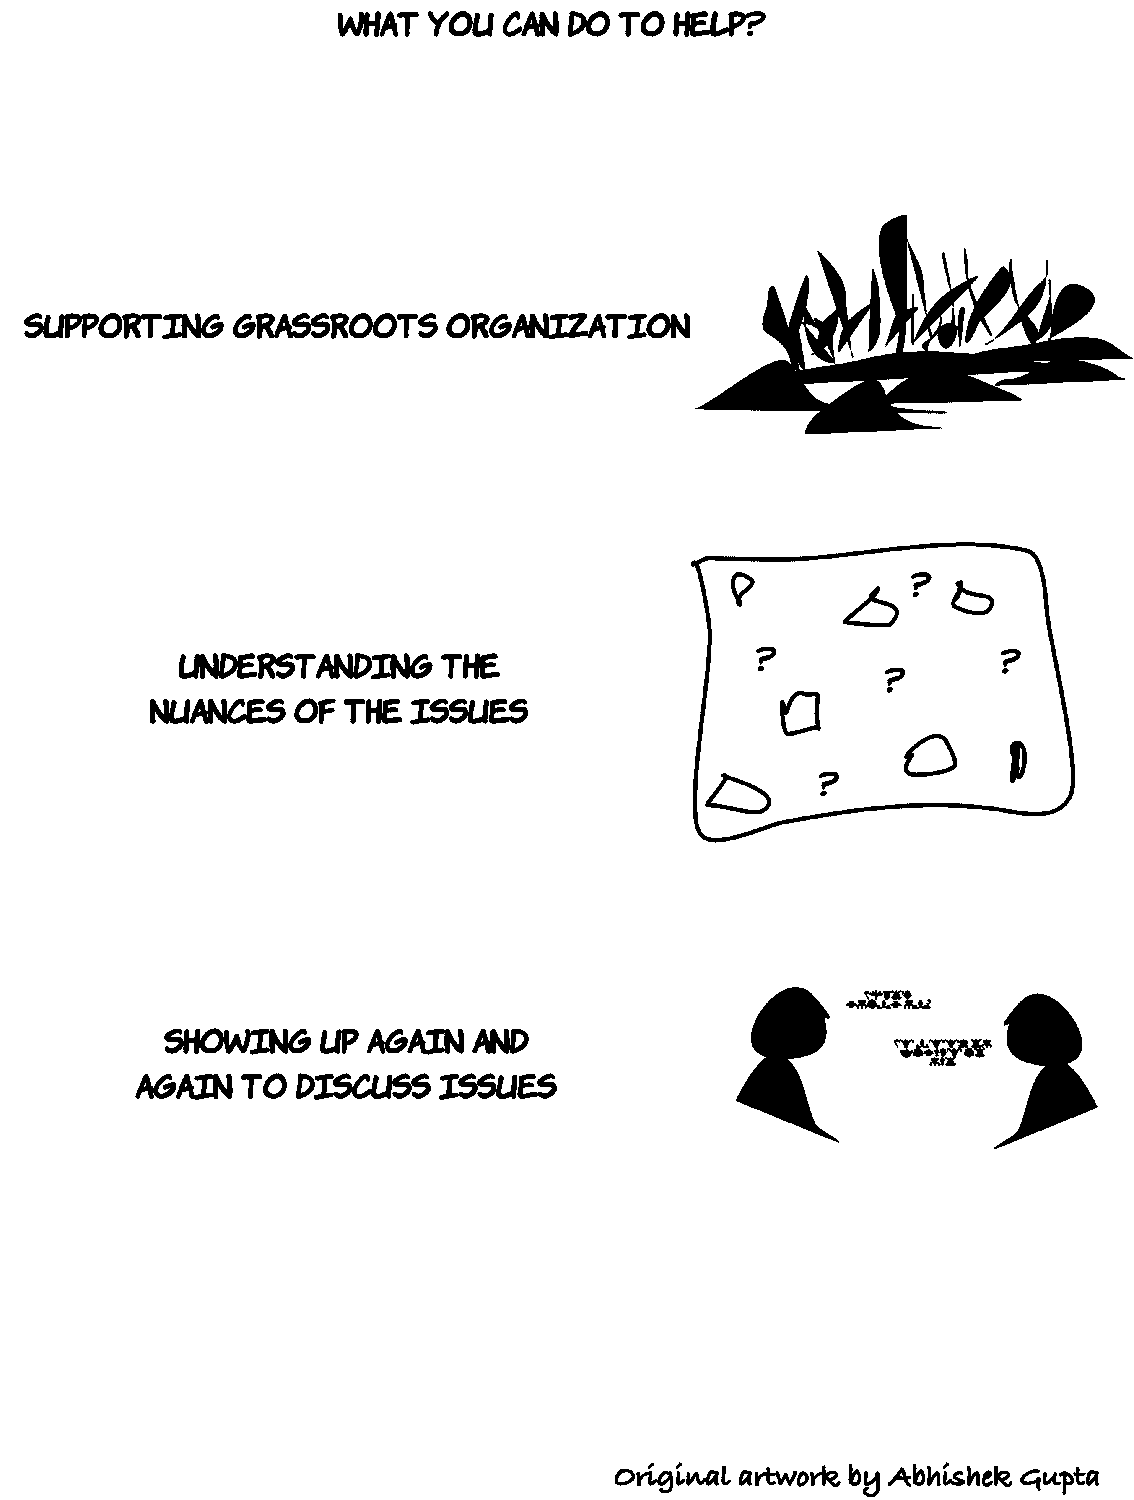 WHAT YOU CAN DO TO HELP?
SUPPORTING GRASSROOTS ORGANIZATION
?
? ?
?
?
UNDERSTANDING THE
NUANCES OF THE ISSUES
SHOWING UP AGAIN AND
AGAIN TO DISCUSS ISSUES
Original artwork by Abhishek Gupta